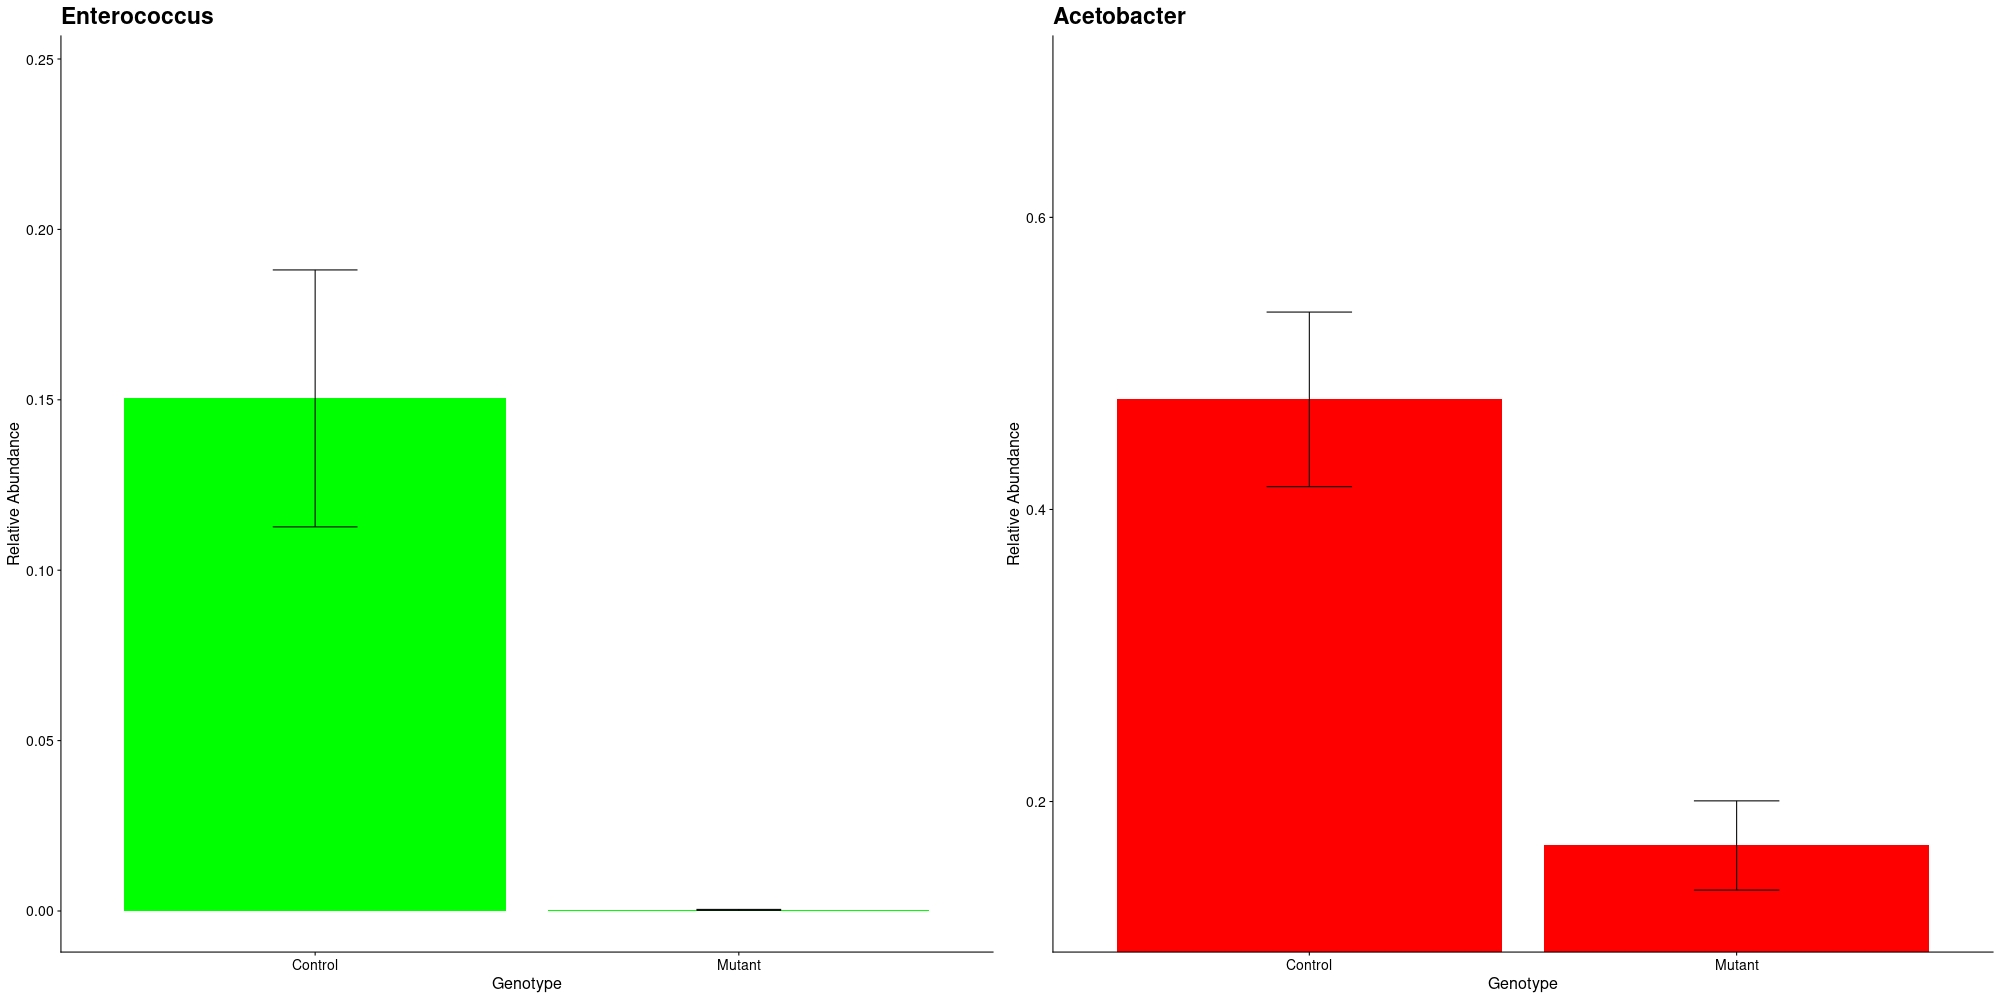 Enterococcus
0.25
0.20
0.15
0.10
0.05
0.00
Relative Abundance
Control
Mutant
Genotype
Acetobacter
0.6
0.4
0.2
Relative Abundance
Control
Mutant
Genotype